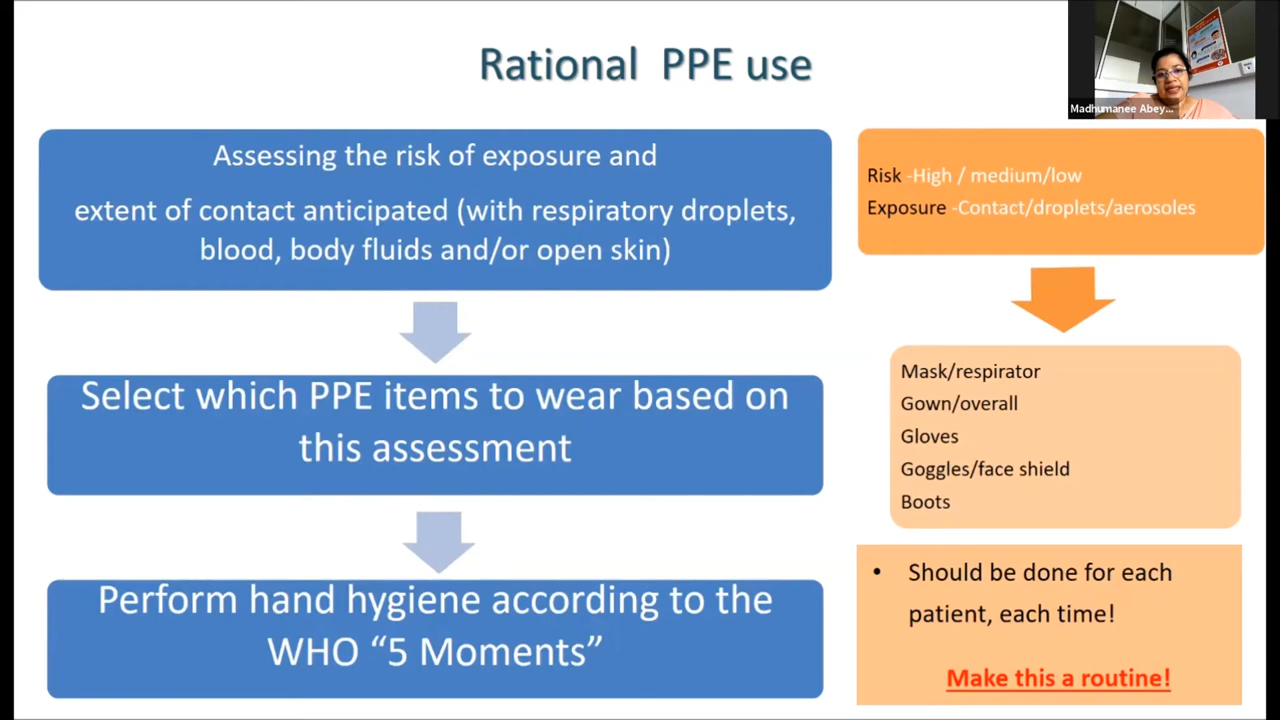 Rational PPE use
Madhumanee Abey...
Assessing the risk of exposure and
extent of contact anticipated (with respiratory droplets,
blood, body fluids and/or open skin)
Select which PPE items to wear based on
this assessment
Perform hand hygiene according to the
WHO “5 Moments”
Risk -High / medium/low
Exposure -Contact/droplets/aerosoles
Mask/respirator
Gown/overall
Gloves
Goggles/face shield
Boots
• Should be done for each
patient, each time!
Make this a routine!